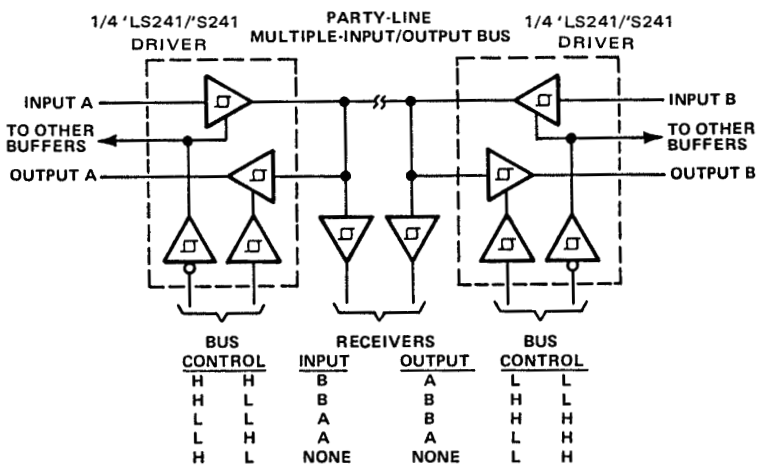 1/4 'LS241/'S241
DRIVER
PARTY-LINE
MULTIPLE-INPUT/OUTPUT BUS
1/4 'LS241/'S241
DRIVER
INPUT A
INPUT B
TO OTHER
BUFFERS
TO OTHER
BUFFERS
OUTPUT A
OUTPUT B
BUS
CONTROL
RECEIVERS
INPUT OUTPUT
BUS
CONTROL
H H B A L L
H L B B H L
L L A B H H
L H A A L H
H L NONE NONE L H